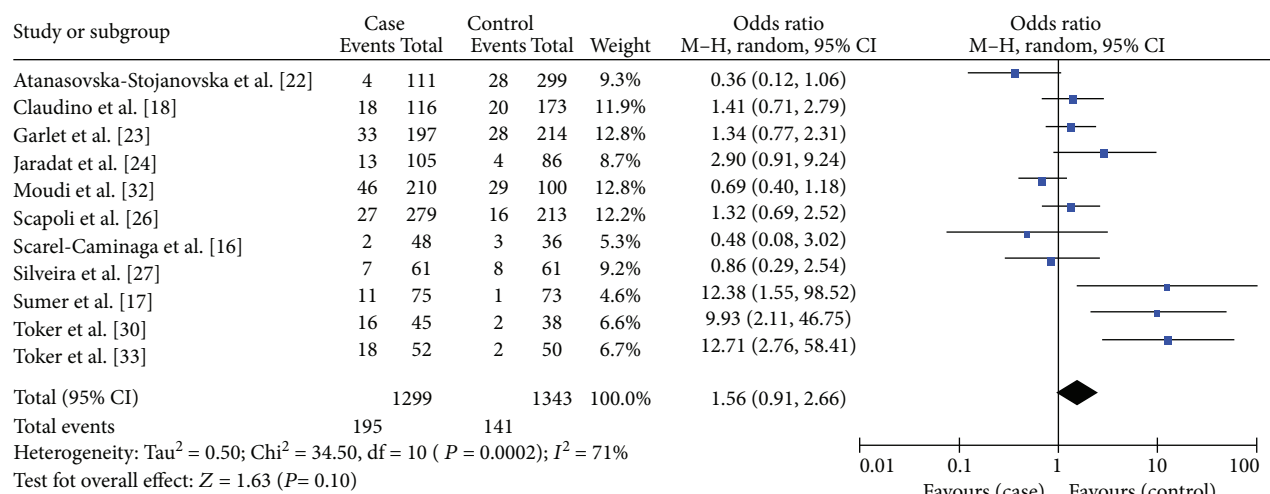 Study or subgroup Case Control Odds ratio Odds ratio
Events Total Events Total Weight M–H, random, 95% CI M–H, random, 95% CI
Atanasovska-Stojanovska et al. [22] 4 111 28 299 9.3% 0.36 (0.12, 1.06)
Claudino et al. [18] 18 116 20 173 11.9% 1.41 (0.71, 2.79)
Garlet et al. [23] 33 197 28 214 12.8% 1.34 (0.77, 2.31)
Jaradat et al. [24] 13 105 4 86 8.7% 2.90 (0.91, 9.24)
Moudi et al. [32] 46 210 29 100 12.8% 0.69 (0.40, 1.18)
Scapoli et al. [26] 27 279 16 213 12.2% 1.32 (0.69, 2.52)
Scarel-Caminaga et al. [16] 2 48 3 36 5.3% 0.48 (0.08, 3.02)
Silveira et al. [27] 7 61 8 61 9.2% 0.86 (0.29, 2.54)
Sumer et al. [17] 11 75 1 73 4.6% 12.38 (1.55, 98.52)
Toker et al. [30] 16 45 2 38 6.6% 9.93 (2.11, 46.75)
Toker et al. [33] 18 52 2 50 6.7% 12.71 (2.76, 58.41)
Total (95% CI) 1299 1343 100.0% 1.56 (0.91, 2.66)
Total events 195 141
Heterogeneity: Tau² = 0.50; Chi² = 34.50, df = 10 ( P = 0.0002); I² = 71%
Test fot overall effect: Z = 1.63 (P= 0.10)
0.01 0.1 1 10 100
Favours (case) Favours (control)